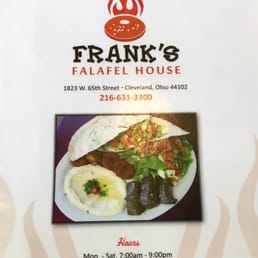 FRANK'S
FALAFEL HOUSE
1823 W. 65th Street • Cleveland, Ohio 44102
216-631-3300
Hours
Mon. - Sat. 7:00am - 9:00pm